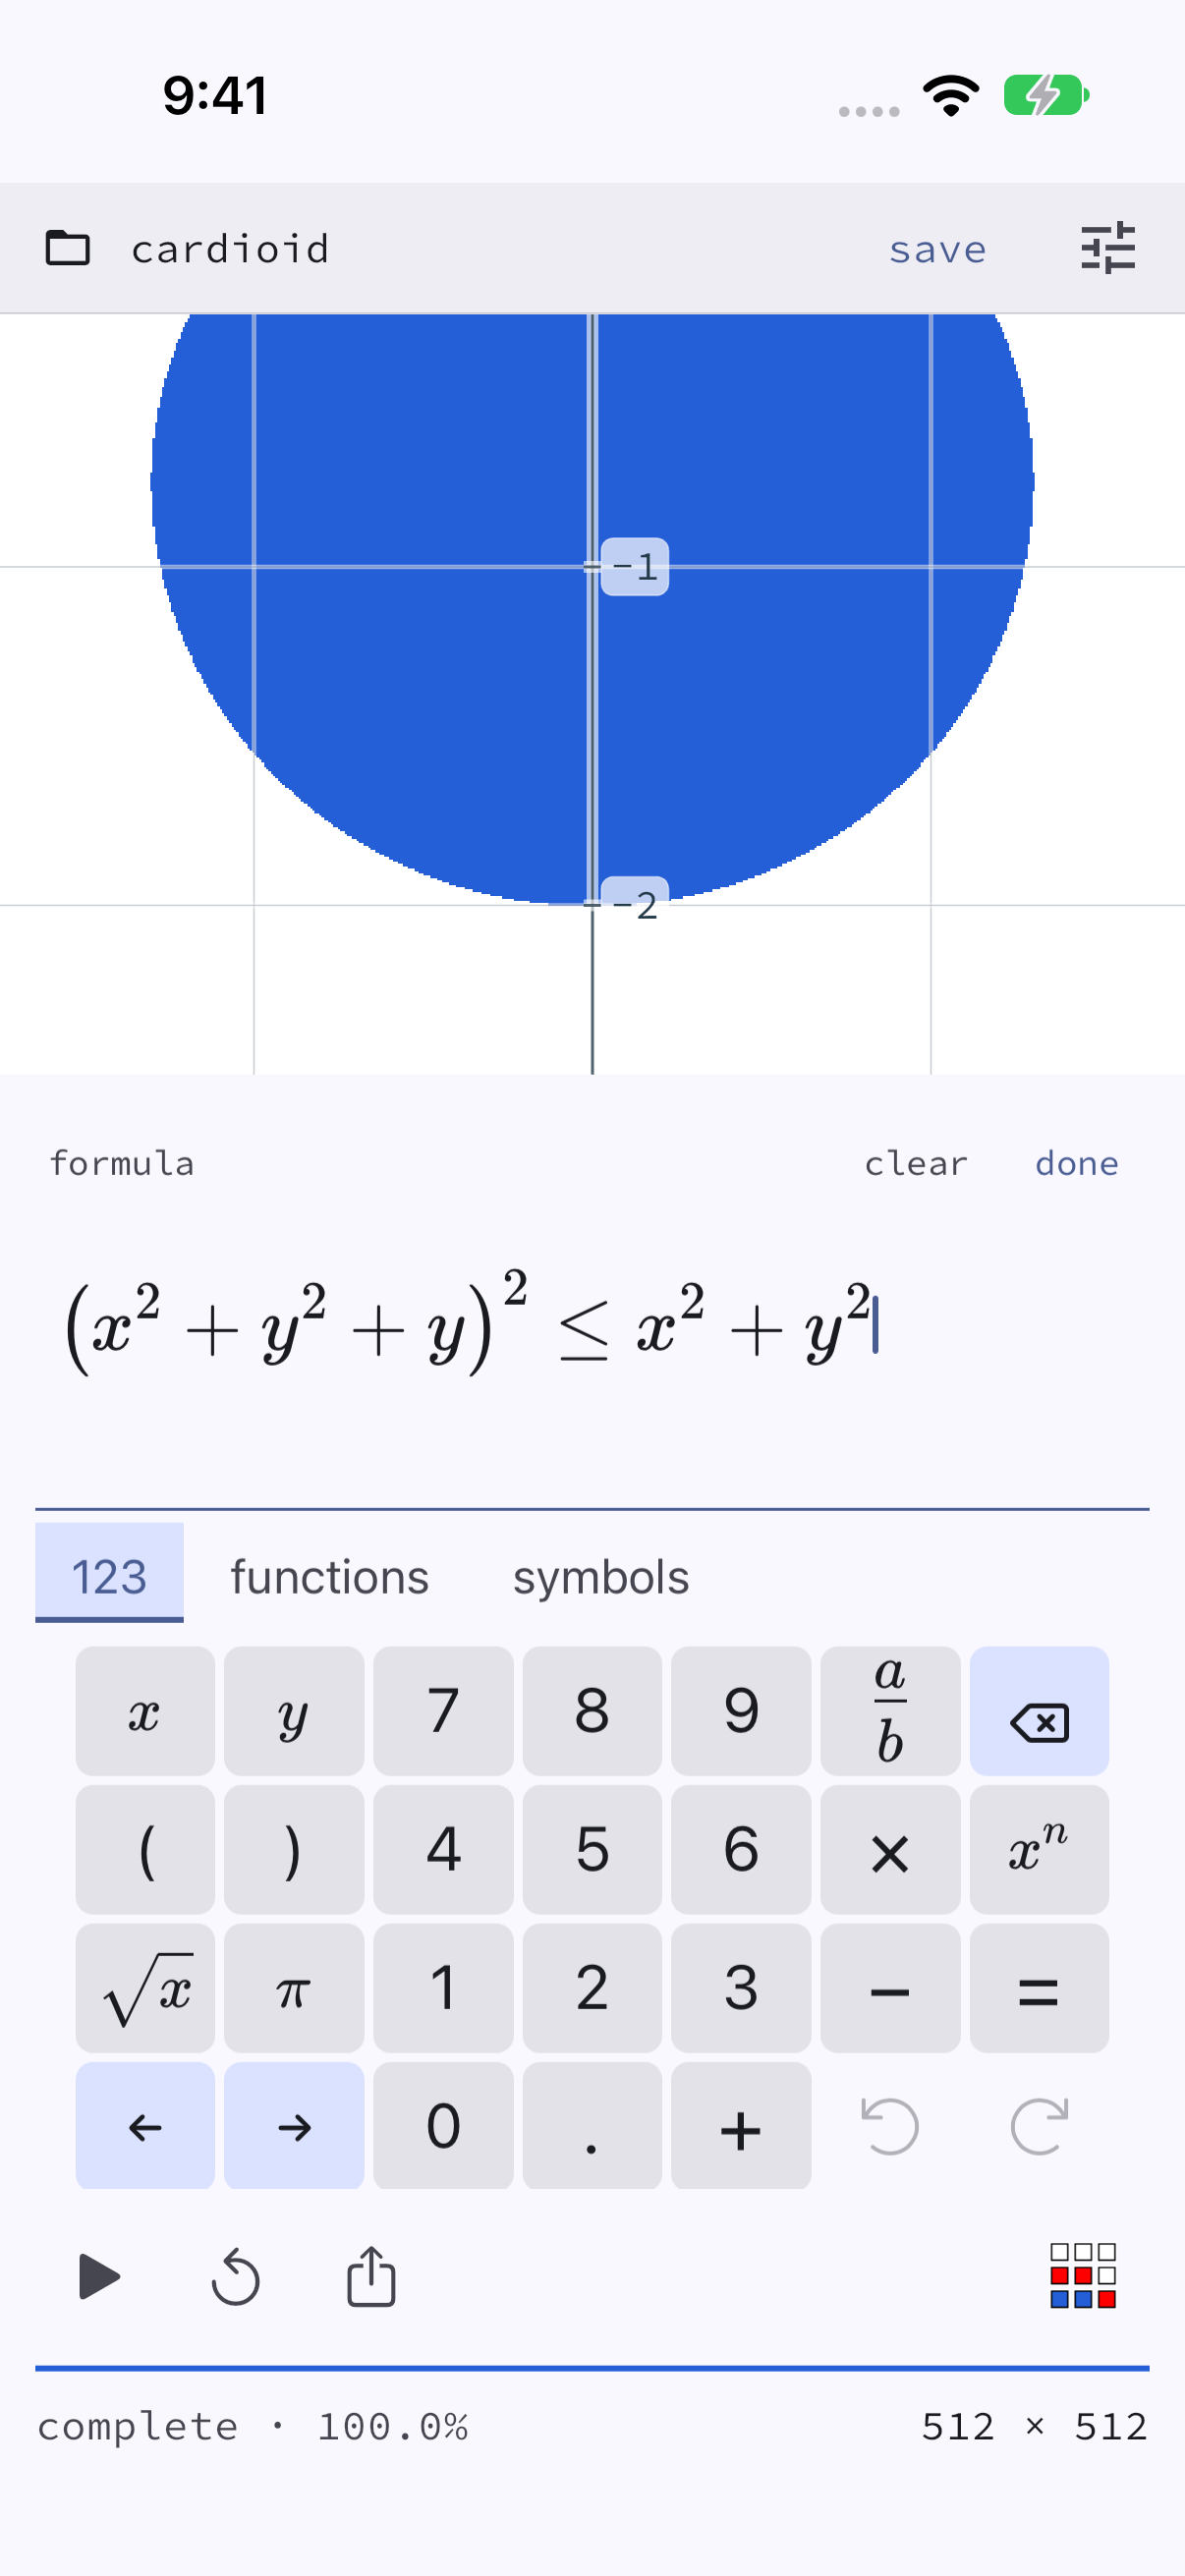 9:41
cardioid save
-1
-2
formula clear done
(x² + y² + y)² ≤ x² + y²
123 functions symbols
x y 7 8 9 a/b
( ) 4 5 6 × xⁿ
√x π 1 2 3 − =
← → 0 . +
complete · 100.0% 512 × 512